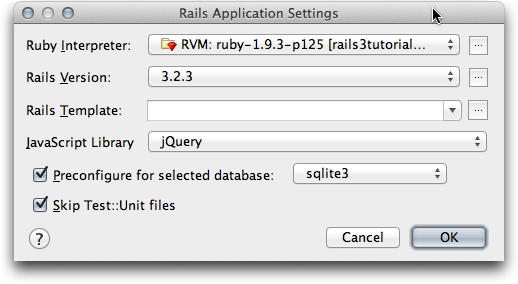 Rails Application Settings
Ruby Interpreter: RVM: ruby-1.9.3-p125 [rails3tutorial... ...
Rails Version: 3.2.3 ...
Rails Template: ...
JavaScript Library jQuery
Preconfigure for selected database: sqlite3
Skip Test::Unit files
? Cancel OK